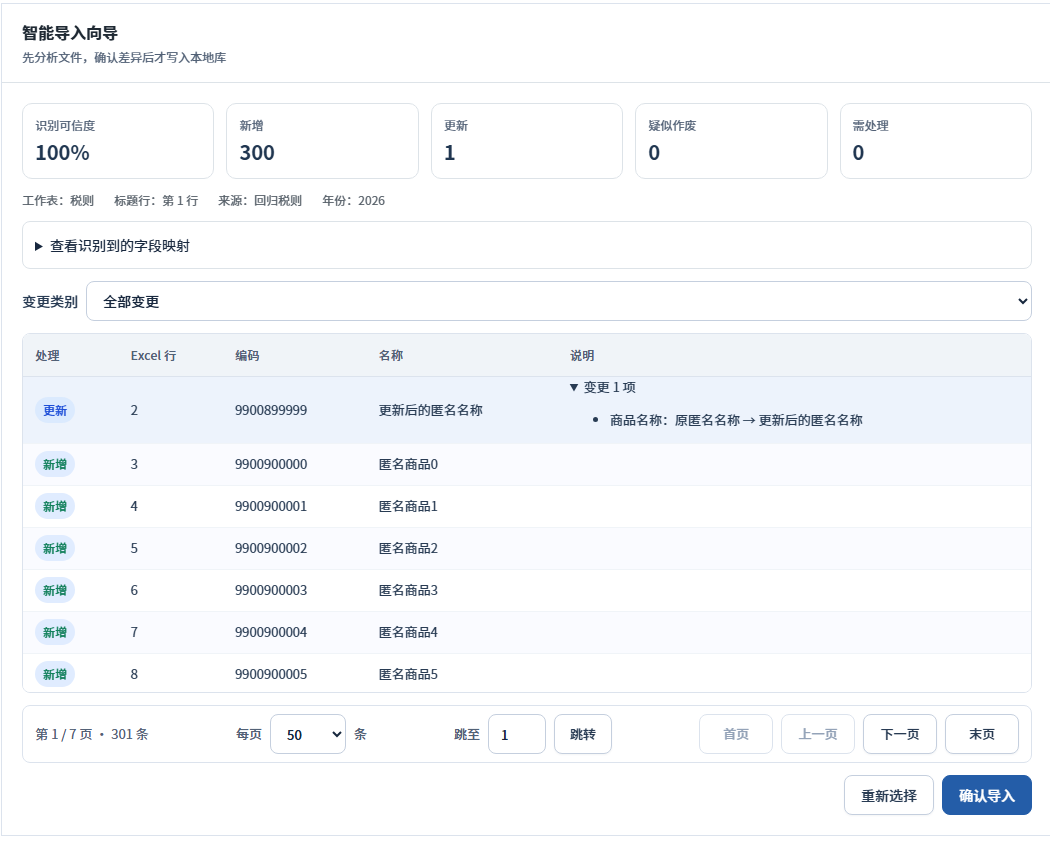 智能导入向导
先分析文件，确认差异后才写入本地库
识别可信度 新增 更新 疑似作废 需处理
100% 300 1 0 0
工作表：税则 标题行：第 1 行 来源：回归税则 年份：2026
▶ 查看识别到的字段映射
变更类别 全部变更
处理 Excel 行 编码 名称 说明
▼ 变更 1 项
更新 2 9900899999 更新后的匿名名称
• 商品名称：原匿名名称 → 更新后的匿名名称
新增 3 9900900000 匿名商品0
新增 4 9900900001 匿名商品1
新增 5 9900900002 匿名商品2
新增 6 9900900003 匿名商品3
新增 7 9900900004 匿名商品4
新增 8 9900900005 匿名商品5
第 1 / 7 页 · 301 条 每页 50 条 跳至 1 跳转 首页 上一页 下一页 末页
重新选择 确认导入